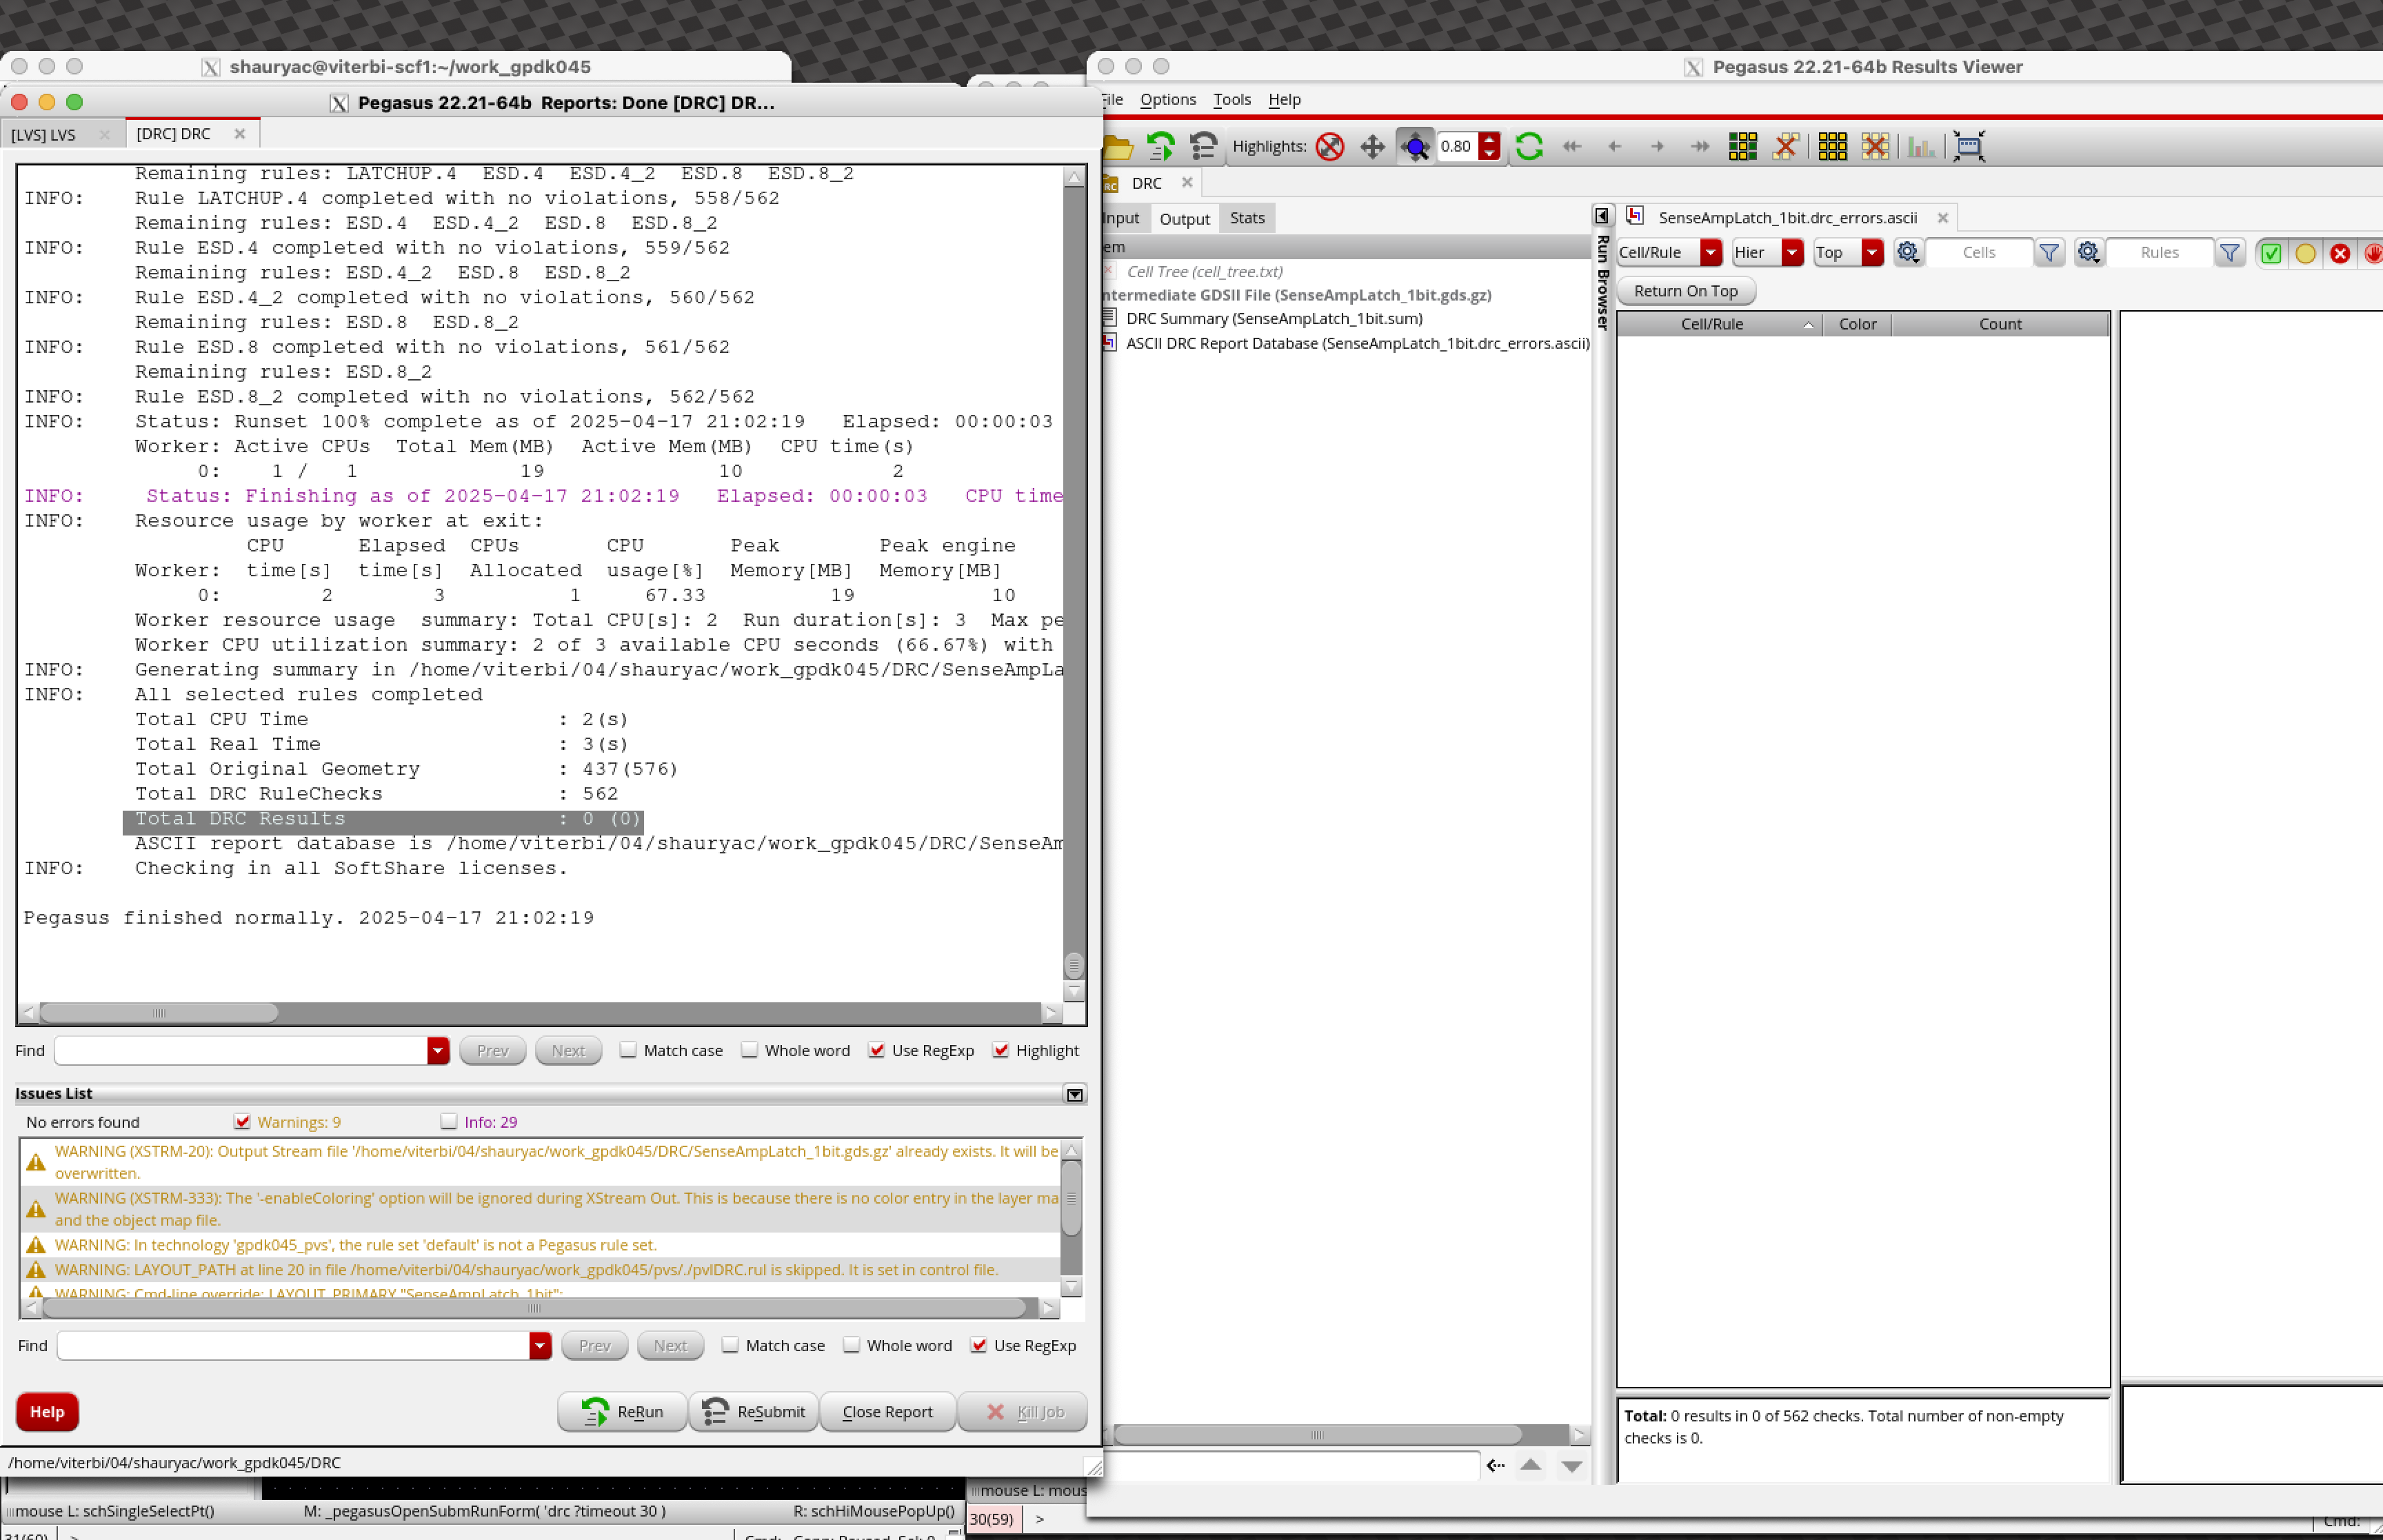 shauryac@viterbi-scf1:~/work_gpdk045
Pegasus 22.21-64b Reports: Done [DRC] DR...
[LVS] LVS
[DRC] DRC
Remaining rules: LATCHUP.4 ESD.4 ESD.4_2 ESD.8 ESD.8_2
INFO: Rule LATCHUP.4 completed with no violations, 558/562
Remaining rules: ESD.4 ESD.4_2 ESD.8 ESD.8_2
INFO: Rule ESD.4 completed with no violations, 559/562
Remaining rules: ESD.4_2 ESD.8 ESD.8_2
INFO: Rule ESD.4_2 completed with no violations, 560/562
Remaining rules: ESD.8 ESD.8_2
INFO: Rule ESD.8 completed with no violations, 561/562
Remaining rules: ESD.8_2
INFO: Rule ESD.8_2 completed with no violations, 562/562
INFO: Status: Runset 100% complete as of 2025-04-17 21:02:19 Elapsed: 00:00:03
Worker: Active CPUs Total Mem(MB) Active Mem(MB) CPU time(s)
0: 1 / 1 19 10 2
INFO: Status: Finishing as of 2025-04-17 21:02:19 Elapsed: 00:00:03 CPU time
INFO: Resource usage by worker at exit:
CPU Elapsed CPUs CPU Peak Peak engine
Worker: time[s] time[s] Allocated usage[%] Memory[MB] Memory[MB]
0: 2 3 1 67.33 19 10
Worker resource usage summary: Total CPU[s]: 2 Run duration[s]: 3 Max pe
Worker CPU utilization summary: 2 of 3 available CPU seconds (66.67%) with
INFO: Generating summary in /home/viterbi/04/shauryac/work_gpdk045/DRC/SenseAmpLa
INFO: All selected rules completed
Total CPU Time : 2(s)
Total Real Time : 3(s)
Total Original Geometry : 437(576)
Total DRC RuleChecks : 562
Total DRC Results : 0 (0)
ASCII report database is /home/viterbi/04/shauryac/work_gpdk045/DRC/SenseAm
INFO: Checking in all SoftShare licenses.
Pegasus finished normally. 2025-04-17 21:02:19
Find Prev Next Match case Whole word Use RegExp Highlight
Issues List
No errors found Warnings: 9 Info: 29
WARNING (XSTRM-20): Output Stream file '/home/viterbi/04/shauryac/work_gpdk045/DRC/SenseAmpLatch_1bit.gds.gz' already exists. It will be
overwritten.
WARNING (XSTRM-333): The '-enableColoring' option will be ignored during XStream Out. This is because there is no color entry in the layer ma
and the object map file.
WARNING: In technology 'gpdk045_pvs', the rule set 'default' is not a Pegasus rule set.
WARNING: LAYOUT_PATH at line 20 in file /home/viterbi/04/shauryac/work_gpdk045/pvs/./pvlDRC.rul is skipped. It is set in control file.
WARNING: Cmd-line override: LAYOUT_PRIMARY "SenseAmpLatch_1bit";
Find Prev Next Match case Whole word Use RegExp
Help ReRun ReSubmit Close Report Kill Job
/home/viterbi/04/shauryac/work_gpdk045/DRC
mouse L: schSingleSelectPt() M: _pegasusOpenSubmRunForm( 'drc ?timeout 30 ) R: schHiMousePopUp()
mouse L: mous
30(59) >
Cmd:
Pegasus 22.21-64b Results Viewer
File Options Tools Help
Highlights: 0.80
DRC
nput Output Stats
em
Cell Tree (cell_tree.txt)
ntermediate GDSII File (SenseAmpLatch_1bit.gds.gz)
DRC Summary (SenseAmpLatch_1bit.sum)
ASCII DRC Report Database (SenseAmpLatch_1bit.drc_errors.ascii)
Run Browser
SenseAmpLatch_1bit.drc_errors.ascii
Cell/Rule Hier Top Cells Rules
Return On Top
Cell/Rule Color Count
Total: 0 results in 0 of 562 checks. Total number of non-empty
checks is 0.